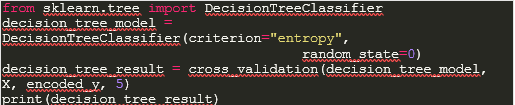 from sklearn.tree import DecisionTreeClassifier
decision_tree_model =
DecisionTreeClassifier(criterion="entropy",
random_state=0)
decision_tree_result = cross_validation(decision_tree_model,
X, encoded_y, 5)
print(decision_tree_result)